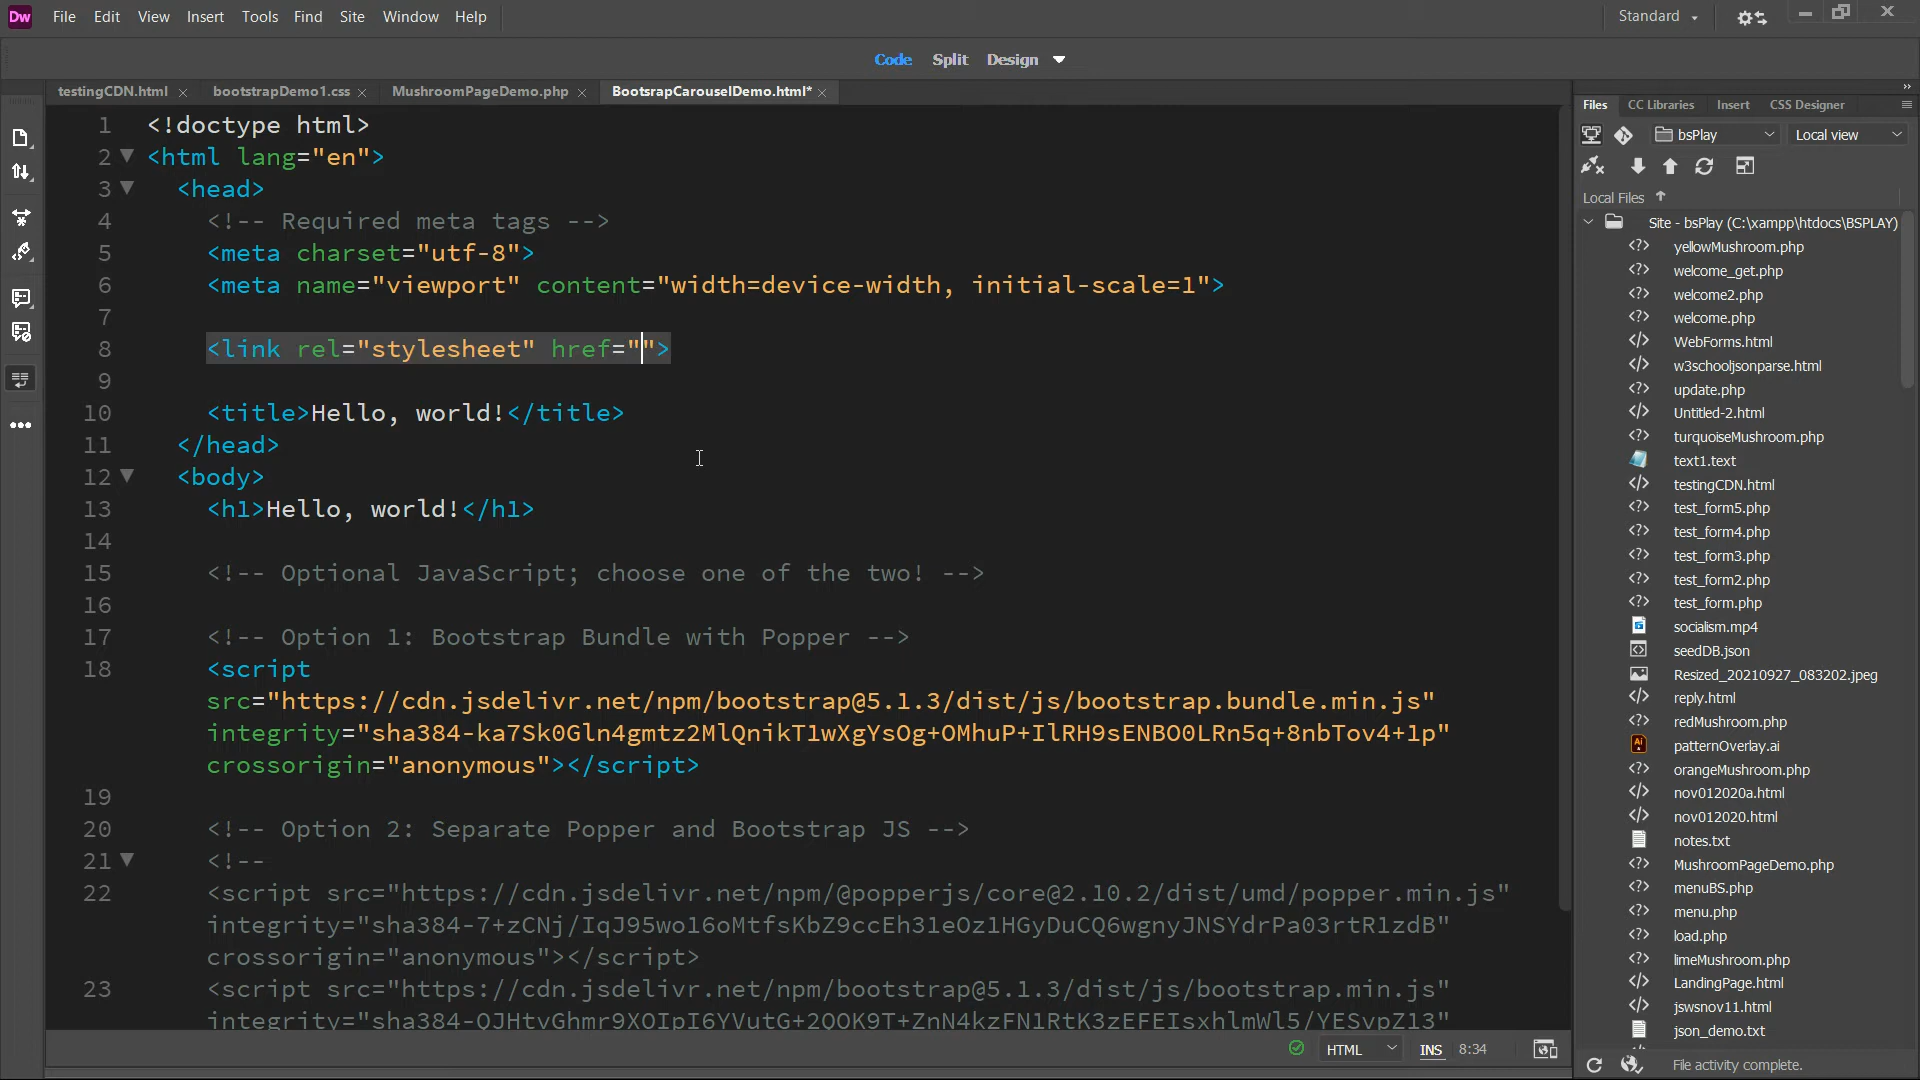 Dw File Edit View Insert Tools Find Site Window Help Standard
Code Split Design
testingCDN.html bootstrapDemo1.css MushroomPageDemo.php BootsrapCarouselDemo.html*
1 <!doctype html>
2 <html lang="en">
3 <head>
4 <!-- Required meta tags -->
5 <meta charset="utf-8">
6 <meta name="viewport" content="width=device-width, initial-scale=1">
7
8 <link rel="stylesheet" href="">
9
10 <title>Hello, world!</title>
11 </head>
12 <body>
13 <h1>Hello, world!</h1>
14
15 <!-- Optional JavaScript; choose one of the two! -->
16
17 <!-- Option 1: Bootstrap Bundle with Popper -->
18 <script
src="https://cdn.jsdelivr.net/npm/bootstrap@5.1.3/dist/js/bootstrap.bundle.min.js"
integrity="sha384-ka7Sk0Gln4gmtz2MlQnikT1wXgYsOg+OMhuP+IlRH9sENBO0LRn5q+8nbTov4+1p"
crossorigin="anonymous"></script>
19
20 <!-- Option 2: Separate Popper and Bootstrap JS -->
21 <!--
22 <script src="https://cdn.jsdelivr.net/npm/@popperjs/core@2.10.2/dist/umd/popper.min.js"
integrity="sha384-7+zCNj/IqJ95wo16oMtfsKbZ9ccEh31eOz1HGyDuCQ6wgnyJNSYdrPa03rtR1zdB"
crossorigin="anonymous"></script>
23 <script src="https://cdn.jsdelivr.net/npm/bootstrap@5.1.3/dist/js/bootstrap.min.js"
integrity="sha384-QJHtvGhmr9XOIpI6YVutG+2QOK9T+ZnN4kzFN1RtK3zEFEIsxhlmWl5/YESvpZ13"
HTML INS 8:34
Files CC Libraries Insert CSS Designer
bsPlay Local view
Local Files
Site - bsPlay (C:\xampp\htdocs\BSPLAY)
yellowMushroom.php
welcome_get.php
welcome2.php
welcome.php
WebForms.html
w3schooljsonparse.html
update.php
Untitled-2.html
turquoiseMushroom.php
text1.text
testingCDN.html
test_form5.php
test_form4.php
test_form3.php
test_form2.php
test_form.php
socialism.mp4
seedDB.json
Resized_20210927_083202.jpeg
reply.html
redMushroom.php
patternOverlay.ai
orangeMushroom.php
nov012020a.html
nov012020.html
notes.txt
MushroomPageDemo.php
menuBS.php
menu.php
load.php
limeMushroom.php
LandingPage.html
jswsnov11.html
json_demo.txt
File activity complete.